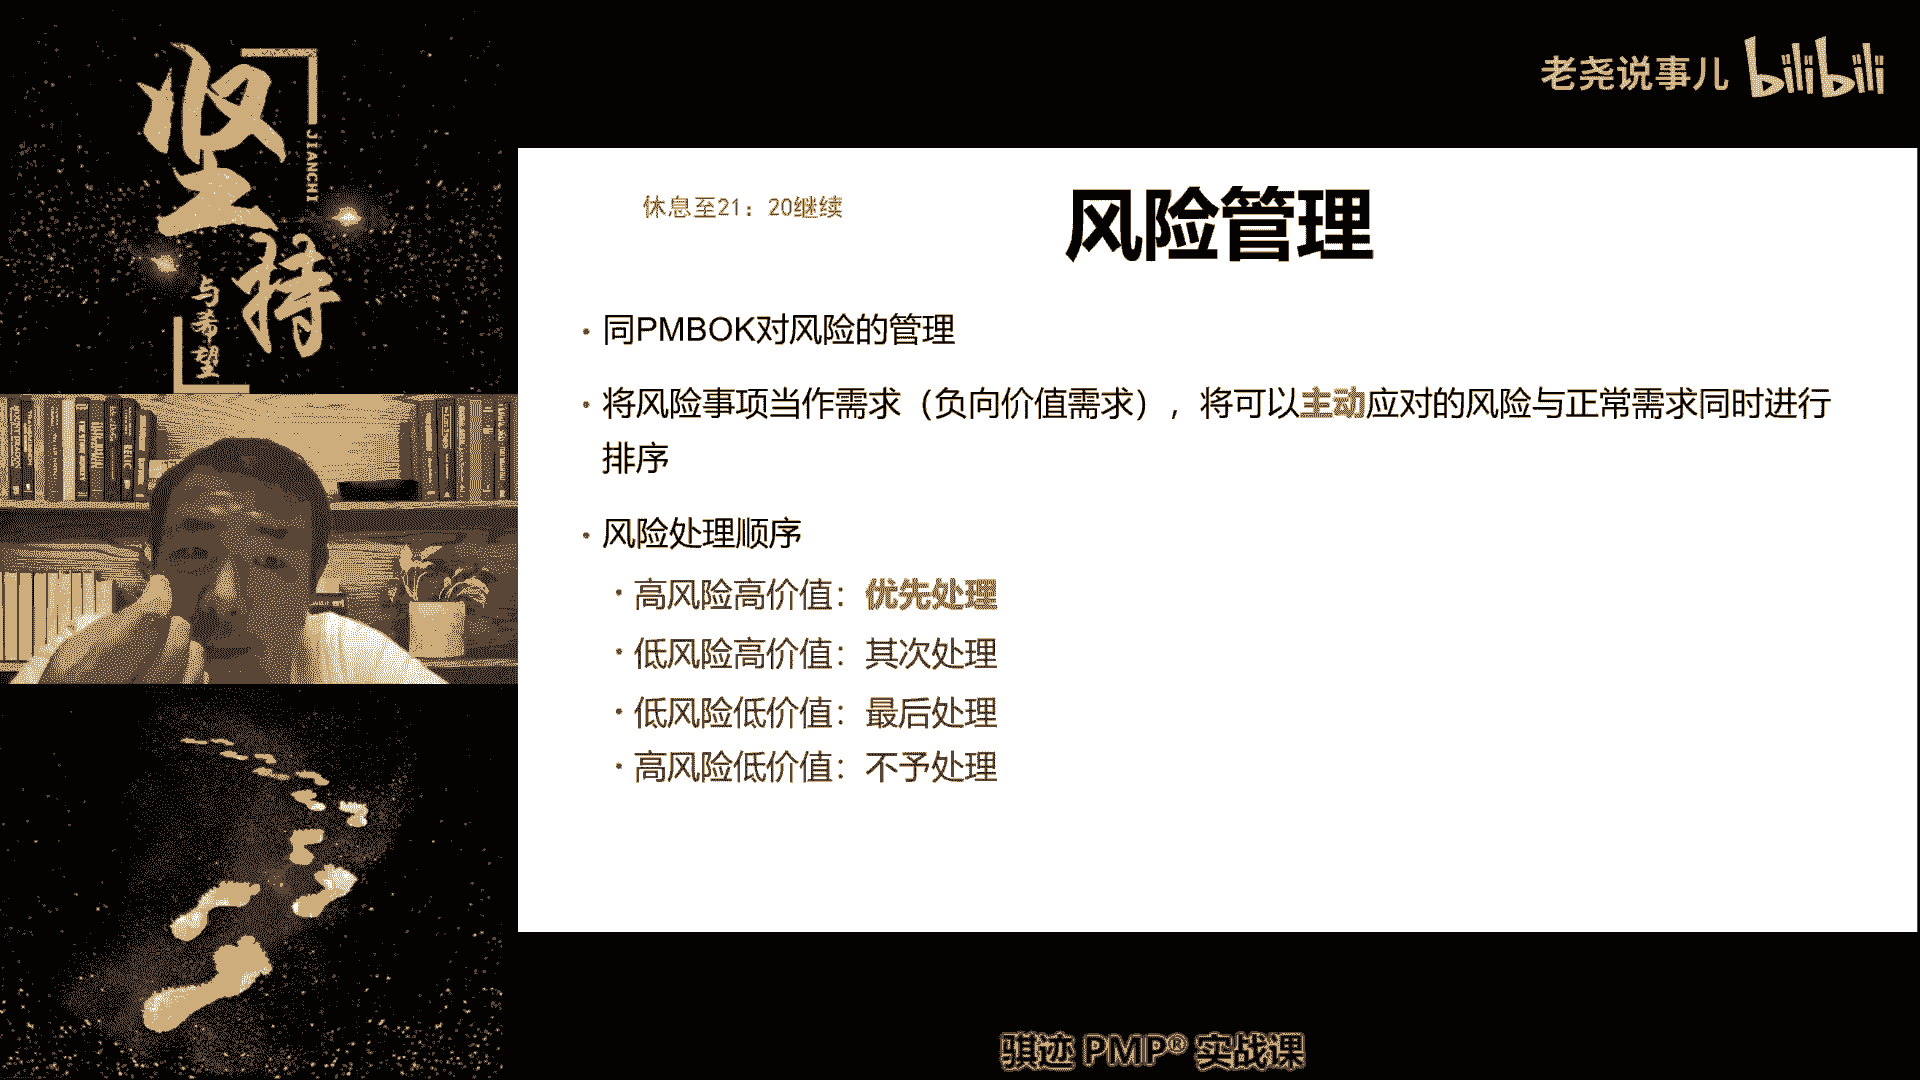 坚持
JIANCHI
与希望
老尧说事儿 bilibili
休息至21：20继续
风险管理
· 同PMBOK对风险的管理
· 将风险事项当作需求（负向价值需求），将可以主动应对的风险与正常需求同时进行
排序
· 风险处理顺序
· 高风险高价值：优先处理
· 低风险高价值：其次处理
· 低风险低价值：最后处理
· 高风险低价值：不予处理
骐迹 PMP® 实战课